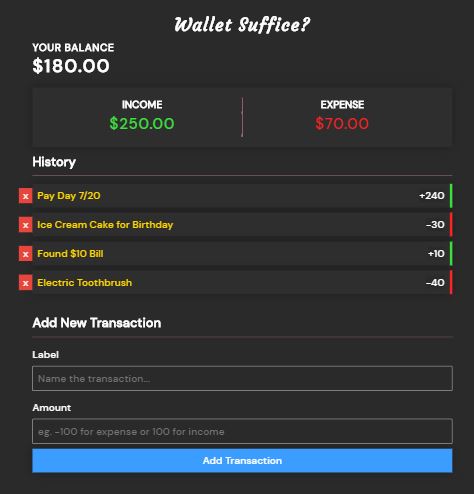 Wallet Suffice?
YOUR BALANCE
$180.00
INCOME EXPENSE
$250.00 $70.00
History
x Pay Day 7/20 +240
x Ice Cream Cake for Birthday -30
x Found $10 Bill +10
x Electric Toothbrush -40
Add New Transaction
Label
Name the transaction...
Amount
eg. -100 for expense or 100 for income
Add Transaction